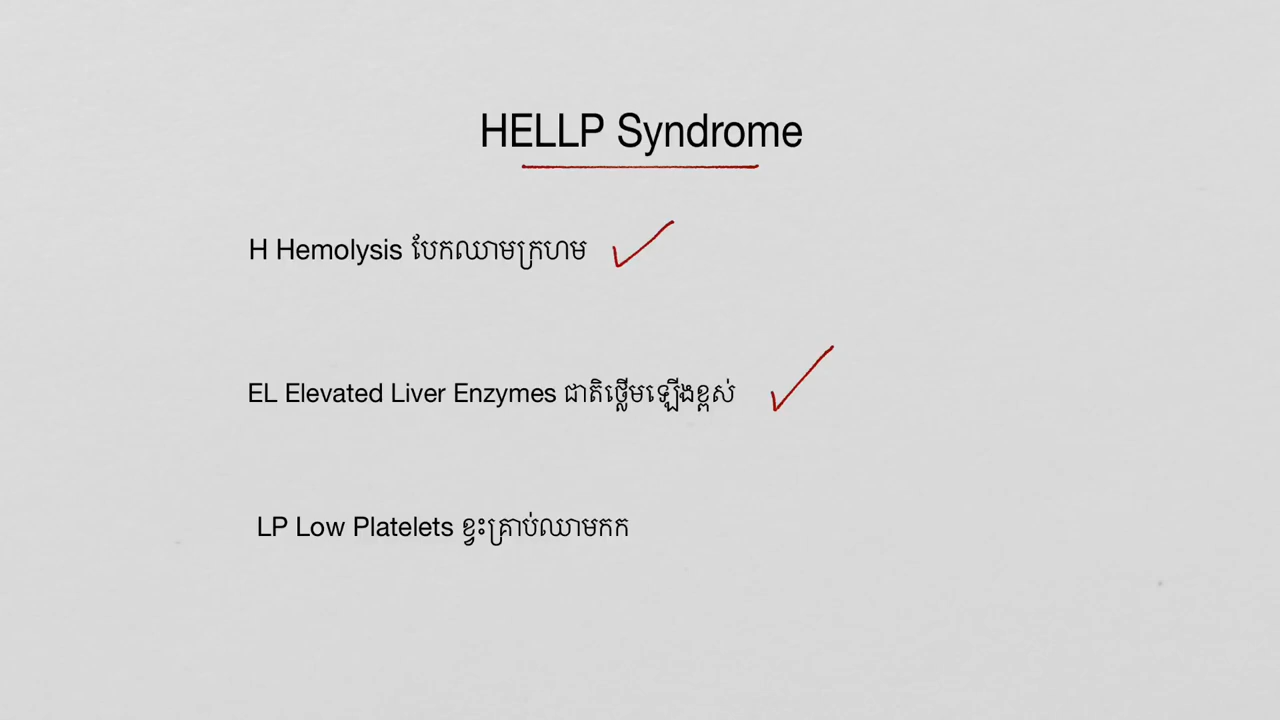 HELLP Syndrome
H Hemolysis បែកឈាមក្រហម
EL Elevated Liver Enzymes ជាតិថ្លើមឡើងខ្ពស់
LP Low Platelets ខ្វះគ្រាប់ឈាមកក